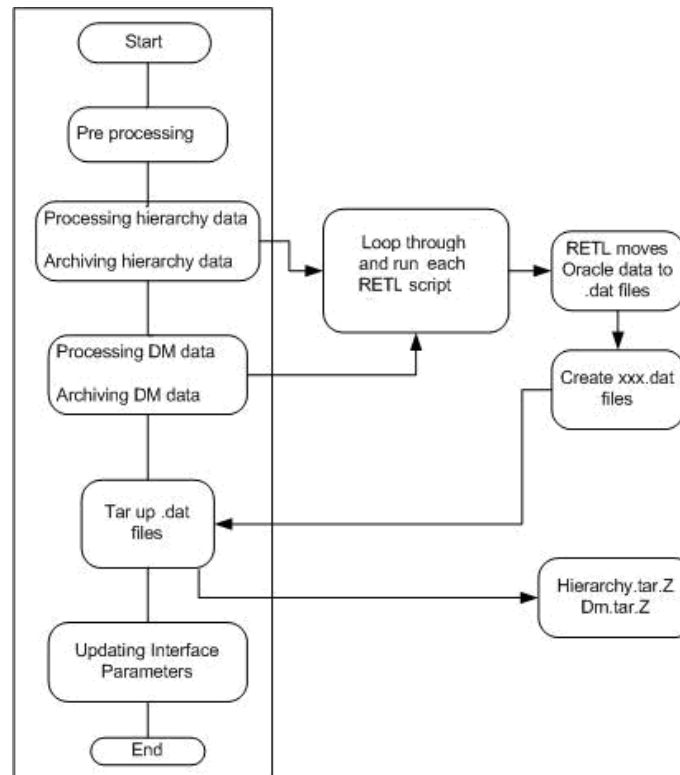 Start
Pre processing
Processing hierarchy data
Archiving hierarchy data
Loop through
and run each
RETL script
RETL moves
Oracle data to
.dat files
Processing DM data
Archiving DM data
Create xxx.dat
files
Tar up .dat
files
Hierarchy.tar.Z
Dm.tar.Z
Updating Interface
Parameters
End